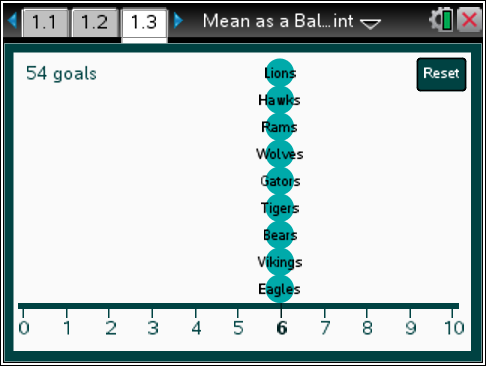 1.1 1.2 1.3 Mean as a Bal…int
54 goals
Reset
Lions
Hawks
Rams
Wolves
Gators
Tigers
Bears
Vikings
Eagles
0 1 2 3 4 5 6 7 8 9 10